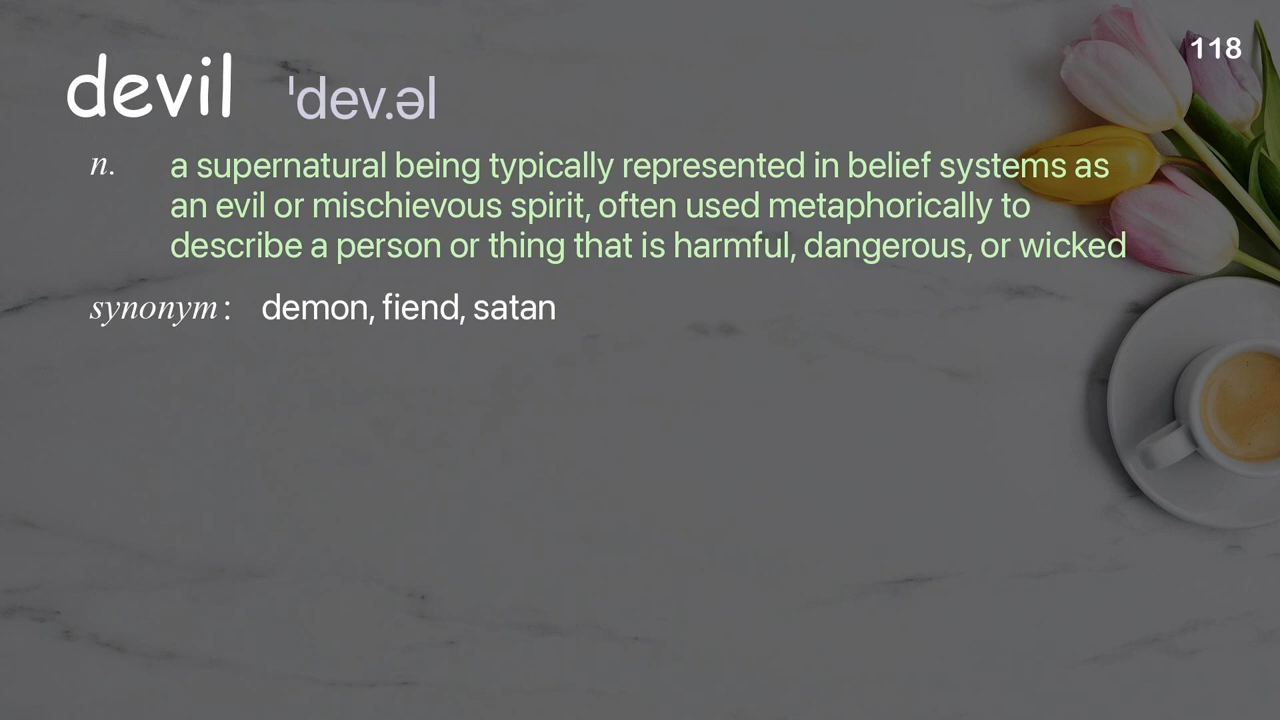 118
devil ˈdev.əl
n. a supernatural being typically represented in belief systems as
an evil or mischievous spirit, often used metaphorically to
describe a person or thing that is harmful, dangerous, or wicked
synonym: demon, fiend, satan